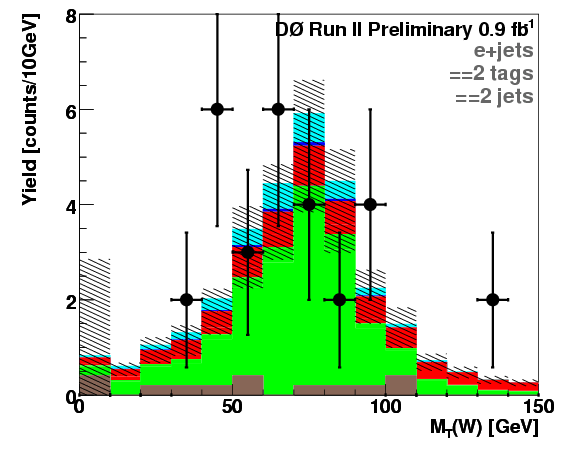 DØ Run II Preliminary 0.9 fb-1
e+jets
==2 tags
==2 jets
Yield [counts/10GeV]
8
6
4
2
0
0 50 100 150
MT(W) [GeV]